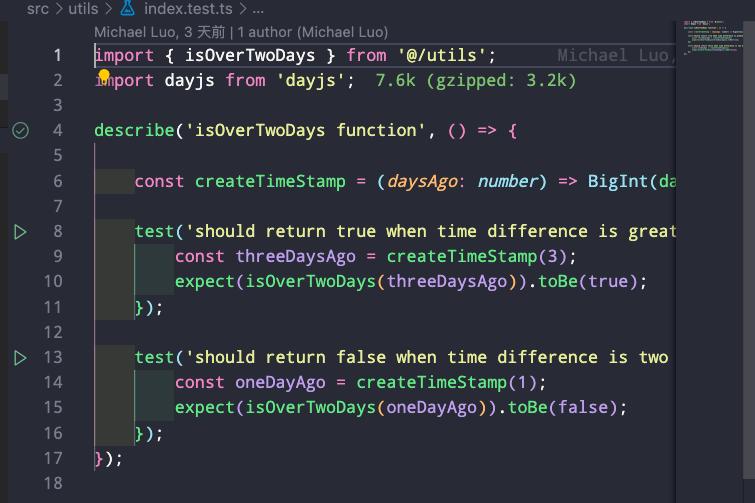 src > utils > index.test.ts > ...
Michael Luo, 3 天前 | 1 author (Michael Luo)
1 import { isOverTwoDays } from '@/utils'; Michael Luo,
2 import dayjs from 'dayjs'; 7.6k (gzipped: 3.2k)
3
4 describe('isOverTwoDays function', () => {
5
6 const createTimeStamp = (daysAgo: number) => BigInt(da
7
8 test('should return true when time difference is great
9 const threeDaysAgo = createTimeStamp(3);
10 expect(isOverTwoDays(threeDaysAgo)).toBe(true);
11 });
12
13 test('should return false when time difference is two
14 const oneDayAgo = createTimeStamp(1);
15 expect(isOverTwoDays(oneDayAgo)).toBe(false);
16 });
17 });
18